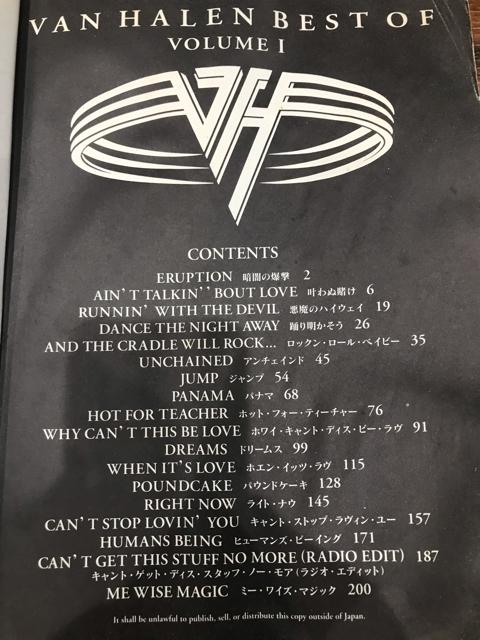 VAN HALEN BEST OF
VOLUME I
VH
CONTENTS
ERUPTION 暗闇の爆撃 2
AIN'T TALKIN'' BOUT LOVE 叶わぬ賭け 6
RUNNIN' WITH THE DEVIL 悪魔のハイウェイ 19
DANCE THE NIGHT AWAY 踊り明かそう 26
AND THE CRADLE WILL ROCK... ロックン・ロール・ベイビー 35
UNCHAINED アンチェインド 45
JUMP ジャンプ 54
PANAMA パナマ 68
HOT FOR TEACHER ホット・フォー・ティーチャー 76
WHY CAN'T THIS BE LOVE ホワイ・キャント・ディス・ビー・ラヴ 91
DREAMS ドリームス 99
WHEN IT'S LOVE ホエン・イッツ・ラヴ 115
POUNDCAKE パウンドケーキ 128
RIGHT NOW ライト・ナウ 145
CAN'T STOP LOVIN' YOU キャント・ストップ・ラヴィン・ユー 157
HUMANS BEING ヒューマンズ・ビーイング 171
CAN'T GET THIS STUFF NO MORE (RADIO EDIT) 187
キャント・ゲット・ディス・スタッフ・ノー・モア(ラジオ・エディット)
ME WISE MAGIC ミー・ワイズ・マジック 200
It shall be unlawful to publish, sell, or distribute this copy outside of Japan.